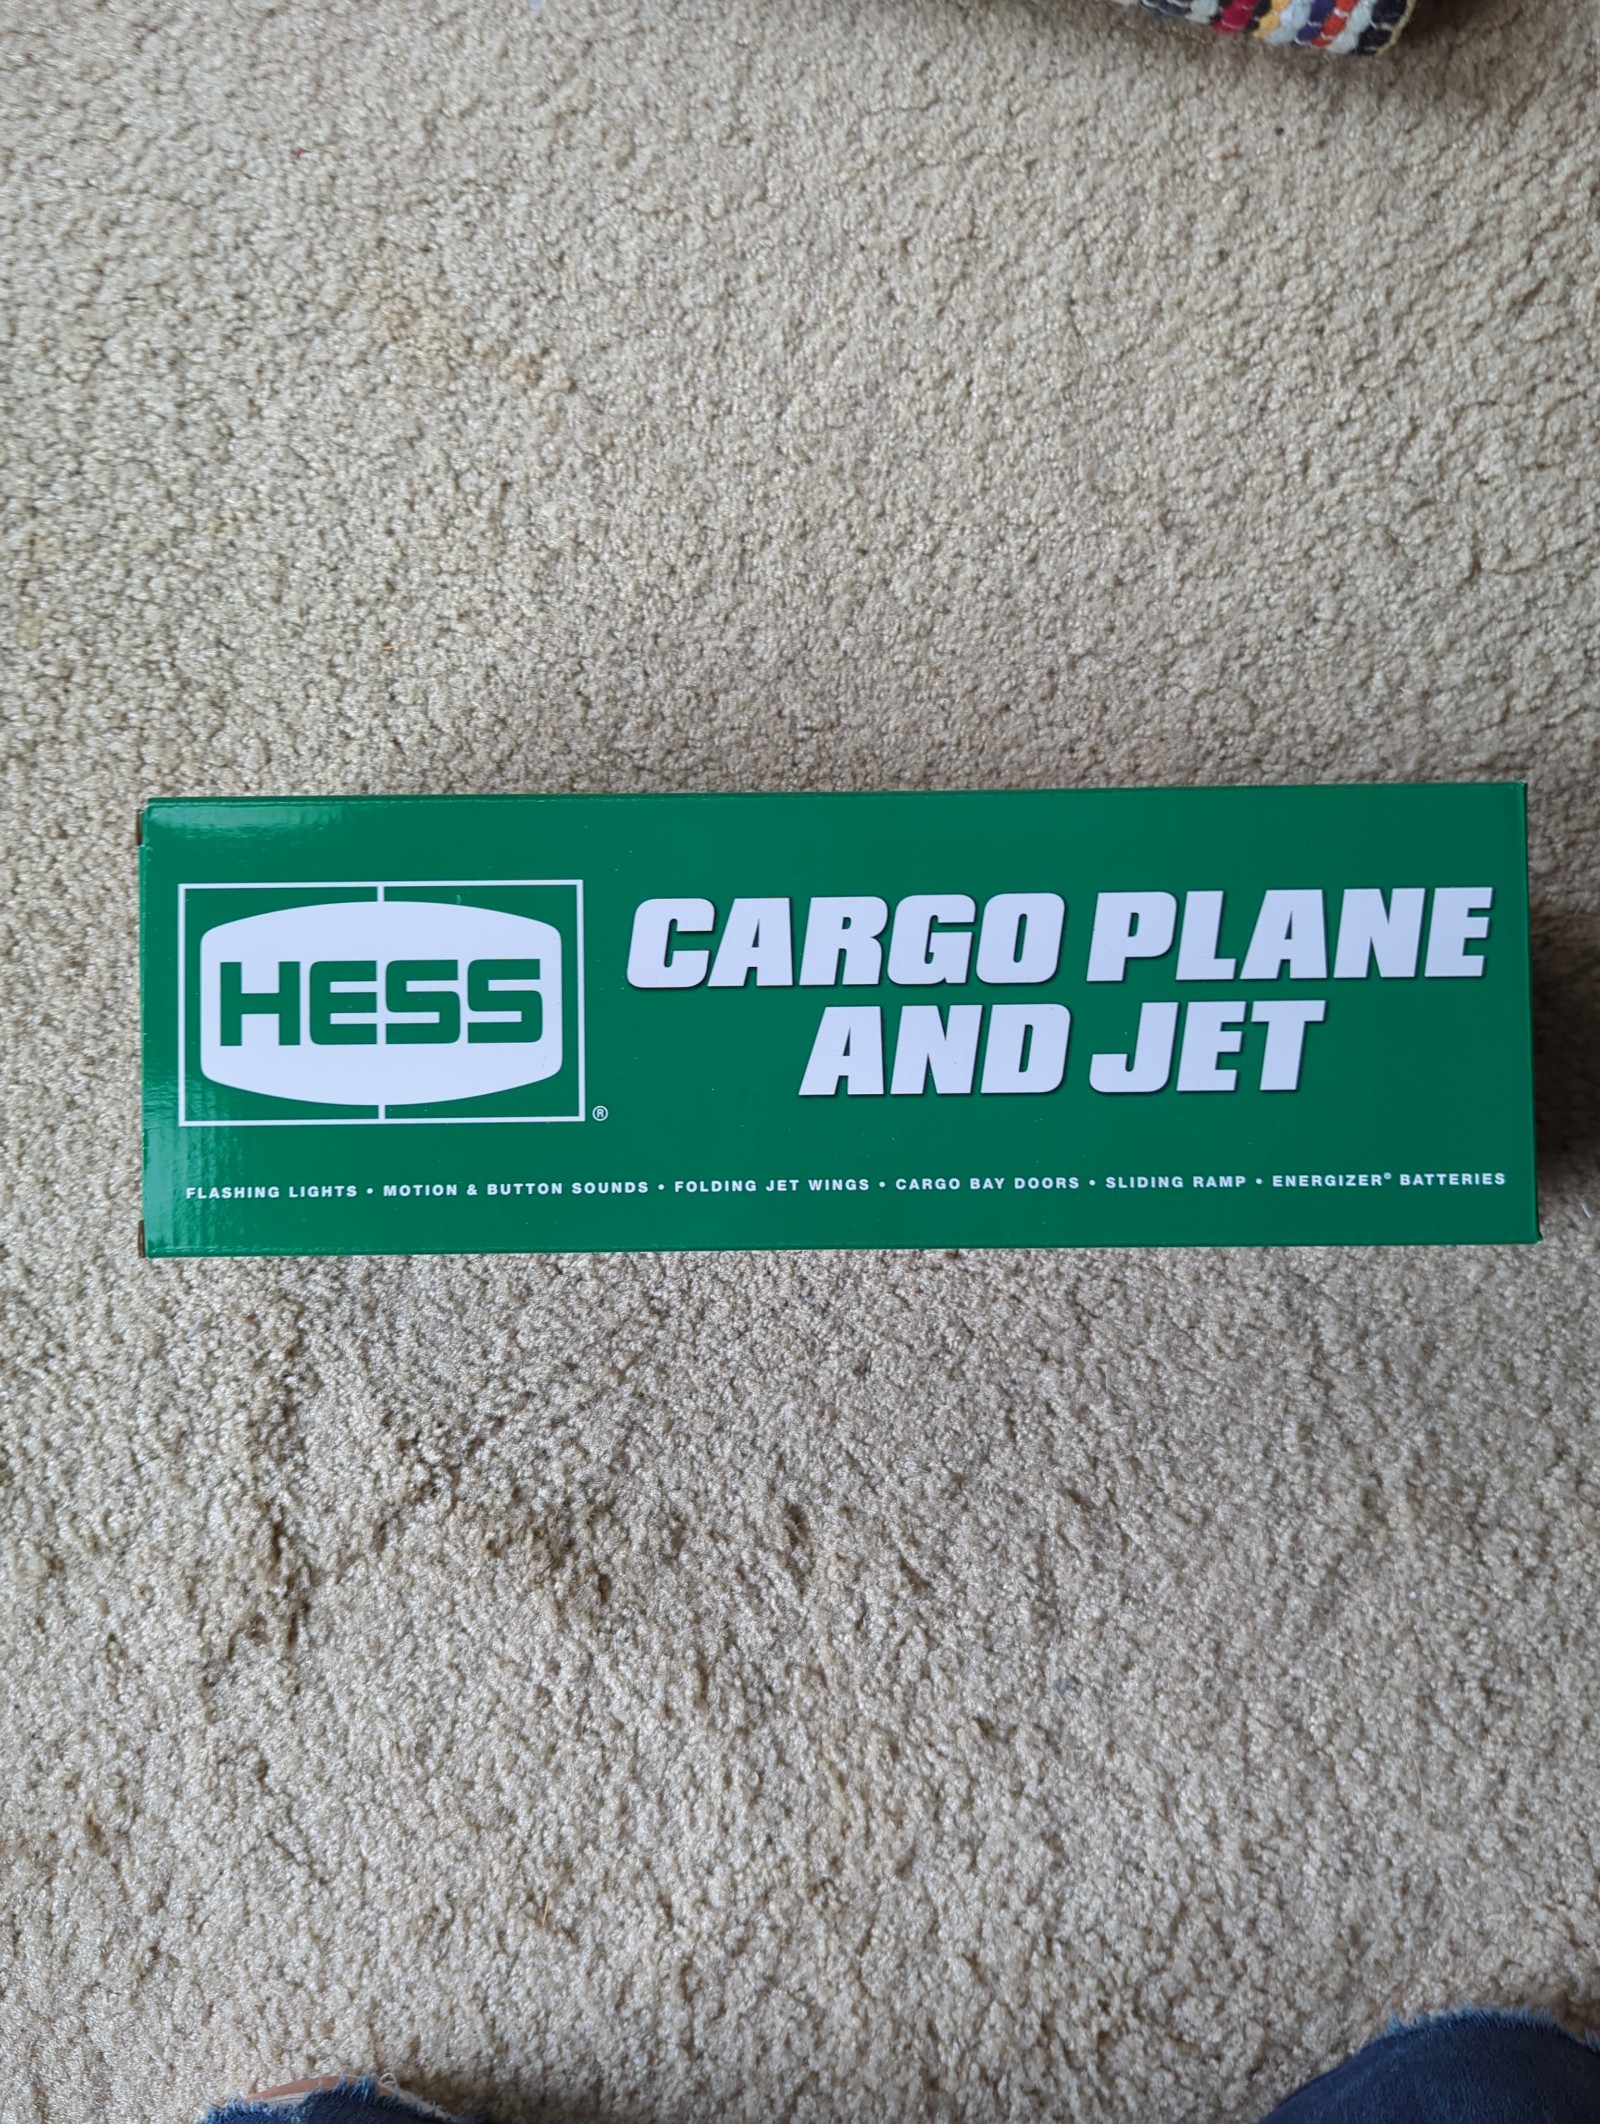 HESS
®
CARGO PLANE
AND JET
FLASHING LIGHTS • MOTION & BUTTON SOUNDS • FOLDING JET WINGS • CARGO BAY DOORS • SLIDING RAMP • ENERGIZER® BATTERIES